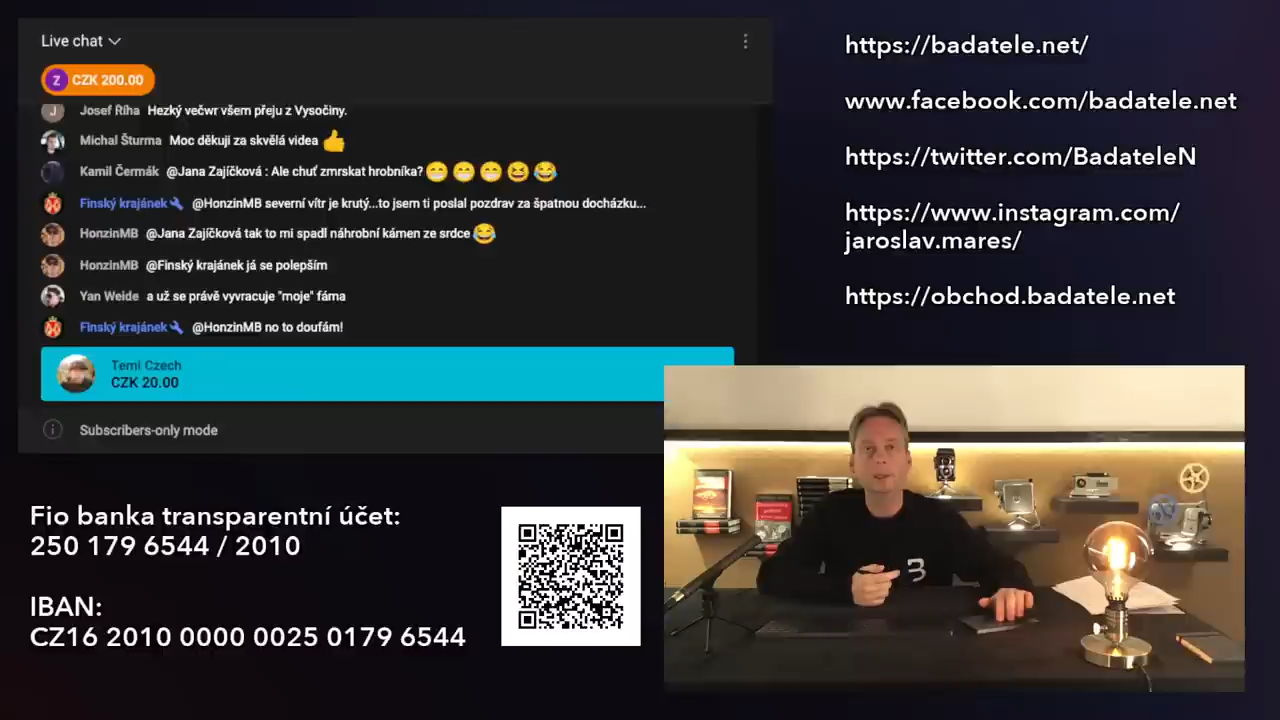 Live chat
Z CZK 200.00
J Josef Říha Hezký večwr všem přeju z Vysočiny.
Michal Šturma Moc děkuji za skvělá videa 👍
Kamil Čermák @Jana Zajíčková : Ale chuť zmrskat hrobníka? 😁😁😁😆😂
Finský krajánek @HonzinMB severní vítr je krutý...to jsem ti poslal pozdrav za špatnou docházku...
HonzinMB @Jana Zajíčková tak to mi spadl náhrobní kámen ze srdce 😂
HonzinMB @Finský krajánek já se polepším
Yan Weide a už se právě vyvracuje "moje" fáma
Finský krajánek @HonzinMB no to doufám!
Teml Czech
CZK 20.00
Subscribers-only mode
https://badatele.net/
www.facebook.com/badatele.net
https://twitter.com/BadateleN
https://www.instagram.com/
jaroslav.mares/
https://obchod.badatele.net
Fio banka transparentní účet:
250 179 6544 / 2010
IBAN:
CZ16 2010 0000 0025 0179 6544
B